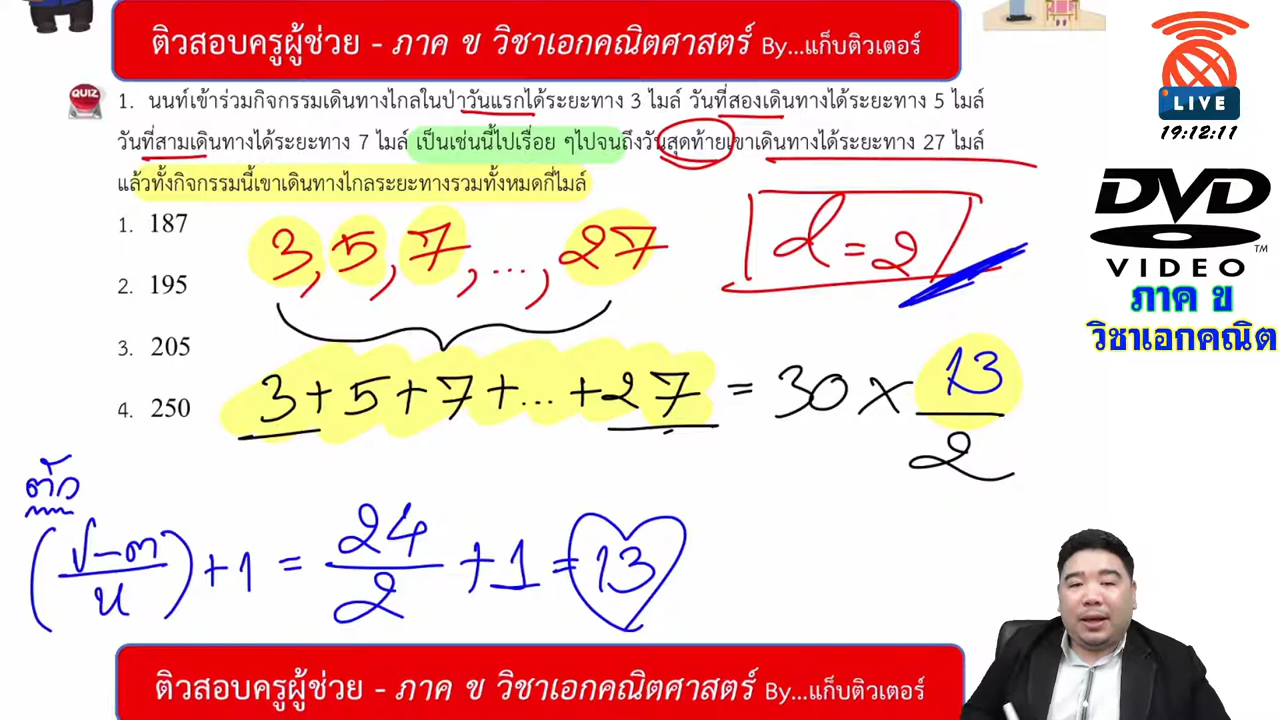 ติวสอบครูผู้ช่วย - ภาค ข วิชาเอกคณิตศาสตร์ By...แก็บติวเตอร์
QUIZ
1. นนท์เข้าร่วมกิจกรรมเดินทางไกลในป่าวันแรกได้ระยะทาง 3 ไมล์ วันที่สองเดินทางได้ระยะทาง 5 ไมล์
วันที่สามเดินทางได้ระยะทาง 7 ไมล์ เป็นเช่นนี้ไปเรื่อย ๆไปจนถึงวันสุดท้ายเขาเดินทางได้ระยะทาง 27 ไมล์
แล้วทั้งกิจกรรมนี้เขาเดินทางไกลระยะทางรวมทั้งหมดกี่ไมล์
1. 187
2. 195
3. 205
4. 250
3, 5, 7, ..., 27
d = 2
3+5+7+...+27 = 30 × 13/2
ตัว
(ป-ต/ห)+1 = 24/2 +1 = 13
LIVE
19:12:11
DVD
VIDEO
TM
ภาค ข
วิชาเอกคณิต
ติวสอบครูผู้ช่วย - ภาค ข วิชาเอกคณิตศาสตร์ By...แก็บติวเตอร์